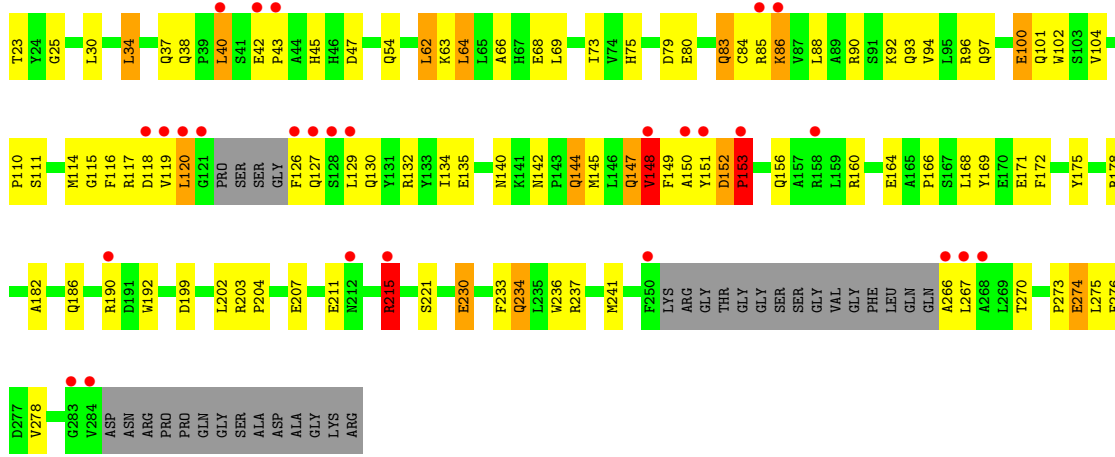 T23 Y24 G25 L30 L34 Q37 Q38 P39 L40 S41 E42 P43 A44 H45 H46 D47 Q54 L62 K63 L64 L65 A66 H67 E68 L69 I73 V74 H75 D79 E80 Q83 C84 R85 K86 V87 L88 A89 R90 S91 K92 Q93 V94 L95 R96 Q97 E100 Q101 W102 S103 V104
P110 S111 M114 G115 F116 R117 D118 V119 L120 G121 PRO SER SER GLY F126 Q127 S128 L129 Q130 Y131 R132 Y133 I134 E135 N140 K141 N142 P143 Q144 M145 L146 Q147 V148 F149 A150 Y151 D152 P153 Q156 A157 R158 L159 R160 E164 A165 P166 S167 L168 Y169 E170 E171 F172 Y175
A182 Q186 R190 D191 W192 D199 L202 R203 P204 E207 E211 N212 R215 S221 E230 F233 Q234 L235 W236 R237 M241 F250 LYS ARG GLY THR GLY GLY SER SER GLY VAL GLY PHE LEU GLN GLN A266 L267 A268 L269 T270 P273 E274 L275
D277 V278 G283 V284 ASP ASN ARG PRO PRO GLN GLY SER ALA ASP ALA GLY LYS ARG